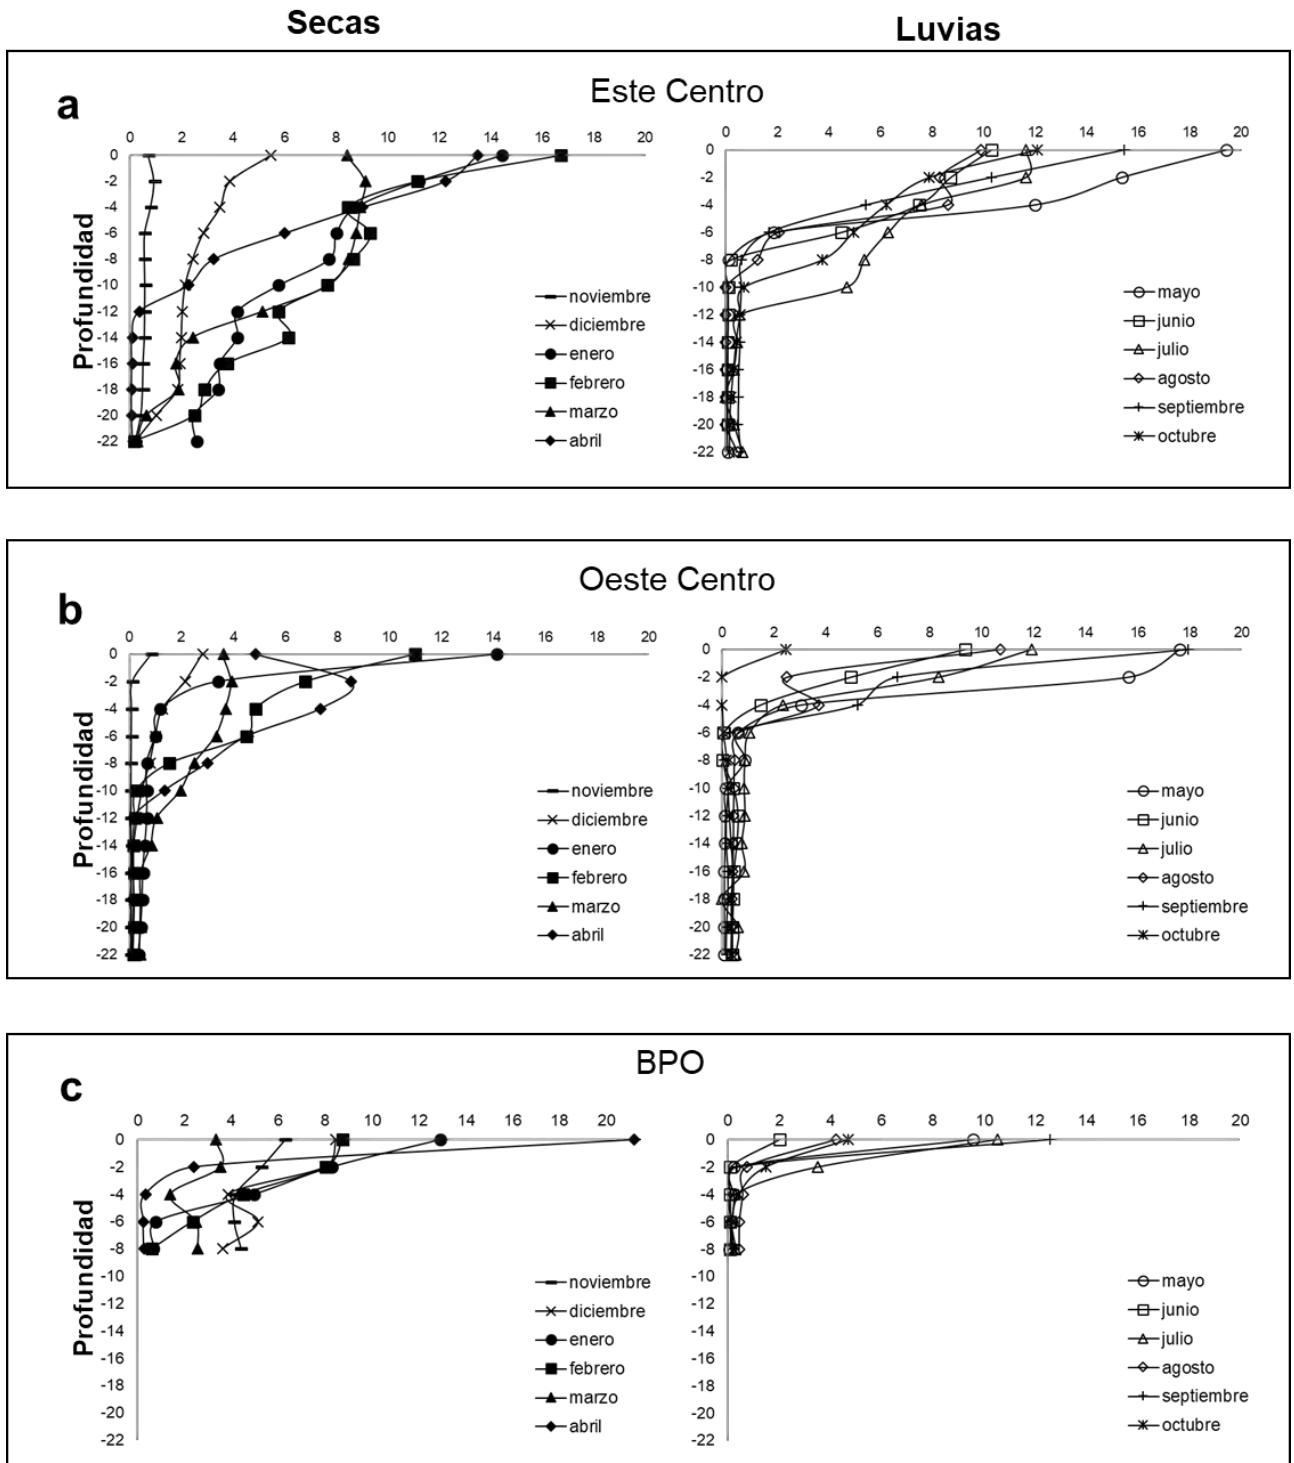 Secas
Luvias
a
Este Centro
0 2 4 6 8 10 12 14 16 18 20
0
-2
-4
-6
-8
-10
-12
-14
-16
-18
-20
-22
Profundidad
noviembre
diciembre
enero
febrero
marzo
abril
0 2 4 6 8 10 12 14 16 18 20
0
-2
-4
-6
-8
-10
-12
-14
-16
-18
-20
-22
mayo
junio
julio
agosto
septiembre
octubre
b
Oeste Centro
0 2 4 6 8 10 12 14 16 18 20
0
-2
-4
-6
-8
-10
-12
-14
-16
-18
-20
-22
Profundidad
noviembre
diciembre
enero
febrero
marzo
abril
0 2 4 6 8 10 12 14 16 18 20
0
-2
-4
-6
-8
-10
-12
-14
-16
-18
-20
-22
mayo
junio
julio
agosto
septiembre
octubre
c
BPO
0 2 4 6 8 10 12 14 16 18 20
0
-2
-4
-6
-8
-10
-12
-14
-16
-18
-20
-22
Profundidad
noviembre
diciembre
enero
febrero
marzo
abril
0 2 4 6 8 10 12 14 16 18 20
0
-2
-4
-6
-8
-10
-12
-14
-16
-18
-20
-22
mayo
junio
julio
agosto
septiembre
octubre